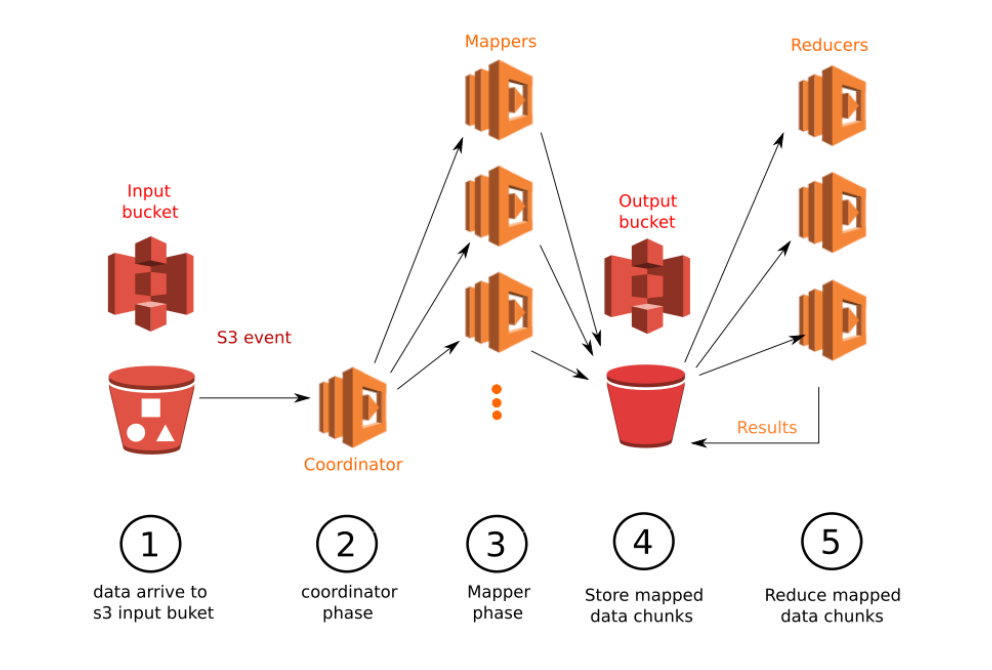 Mappers
Reducers
Input
bucket
Output
bucket
S3 event
Coordinator
Results
1
2
3
4
5
data arrive to
s3 input buket
coordinator
phase
Mapper
phase
Store mapped
data chunks
Reduce mapped
data chunks